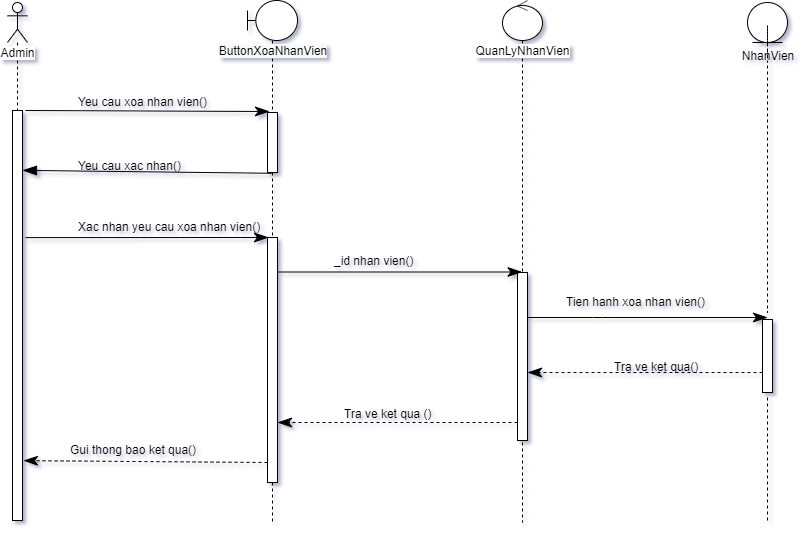 Admin
ButtonXoaNhanVien
QuanLyNhanVien
NhanVien
Yeu cau xoa nhan vien()
Yeu cau xac nhan()
Xac nhan yeu cau xoa nhan vien()
_id nhan vien()
Tien hanh xoa nhan vien()
Tra ve ket qua()
Tra ve ket qua ()
Gui thong bao ket qua()